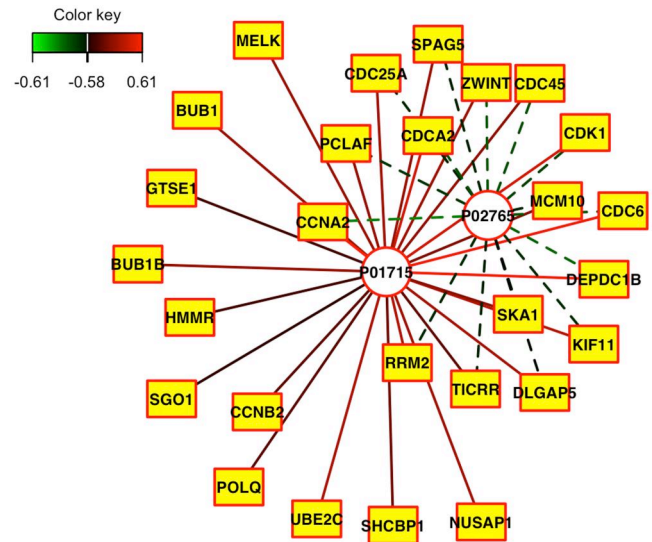 Color key
-0.61 -0.58 0.61
MELK
SPAG5
CDC25A
ZWINT
CDC45
BUB1
CDCA2
CDK1
PCLAF
GTSE1
MCM10
CCNA2
P02765
CDC6
BUB1B
P01715
DEPDC1B
HMMR
SKA1
KIF11
RRM2
TICRR
DLGAP5
SGO1
CCNB2
POLQ
UBE2C
SHCBP1
NUSAP1